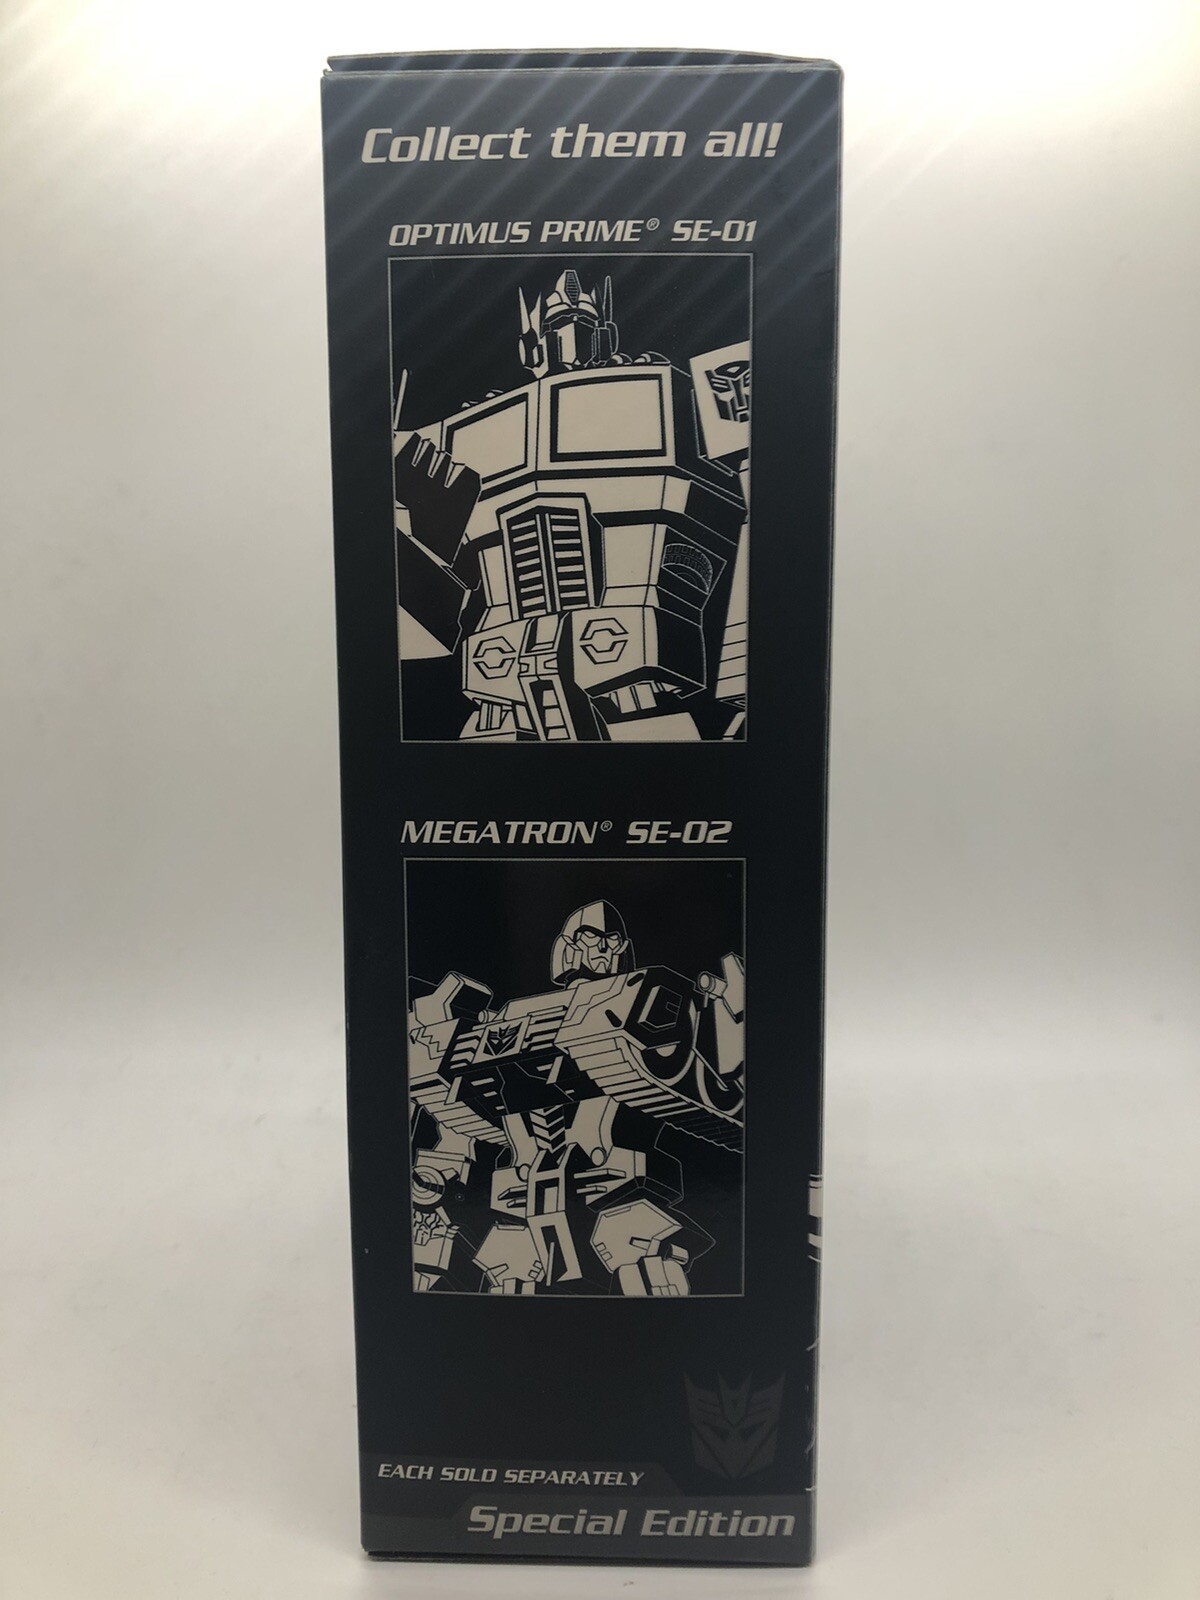 Collect them all!
OPTIMUS PRIME® SE-01
MEGATRON® SE-02
EACH SOLD SEPARATELY
Special Edition